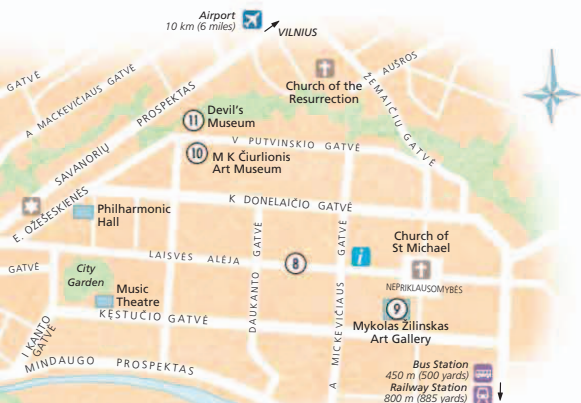 Airport
10 km (6 miles)
VILNIUS
GATVĖ
A MACKEVIČIAUS GATVĖ
SAVANORIŲ PROSPEKTAS
Church of the
Resurrection
AUŠROS
ŽEMAIČIU GATVĖ
11
Devil's
Museum
V PUTVINSKIO GATVĖ
10
M K Čiurlionis
Art Museum
E. OŽEŠESKIENĖS
Philharmonic
Hall
K DONELAIČIO GATVĖ
GATVĖ
LAISVĖS ALĖJA
DAUKANTO GATVĖ
8
A MICKEVIČIAUS GATVĖ
i
Church of
St Michael
NEPRIKLAUSOMYBĖS
City
Garden
Music
Theatre
9
Mykolas Žilinskas
Art Gallery
I KANTO
GATVĖ
KĘSTUČIO GATVĖ
MINDAUGO PROSPEKTAS
Bus Station
450 m (500 yards)
Railway Station
800 m (885 yards)